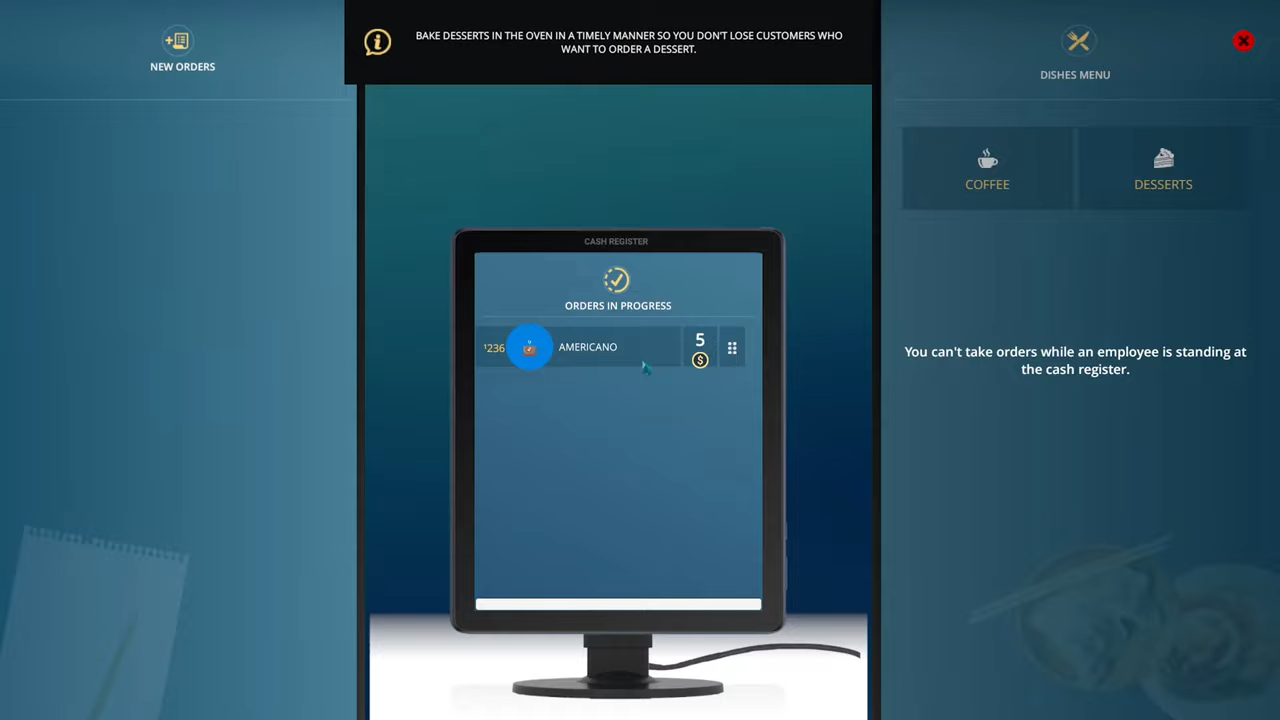 NEW ORDERS
BAKE DESSERTS IN THE OVEN IN A TIMELY MANNER SO YOU DON'T LOSE CUSTOMERS WHO
WANT TO ORDER A DESSERT.
DISHES MENU
COFFEE
DESSERTS
CASH REGISTER
ORDERS IN PROGRESS
236
AMERICANO
5
$
You can't take orders while an employee is standing at
the cash register.